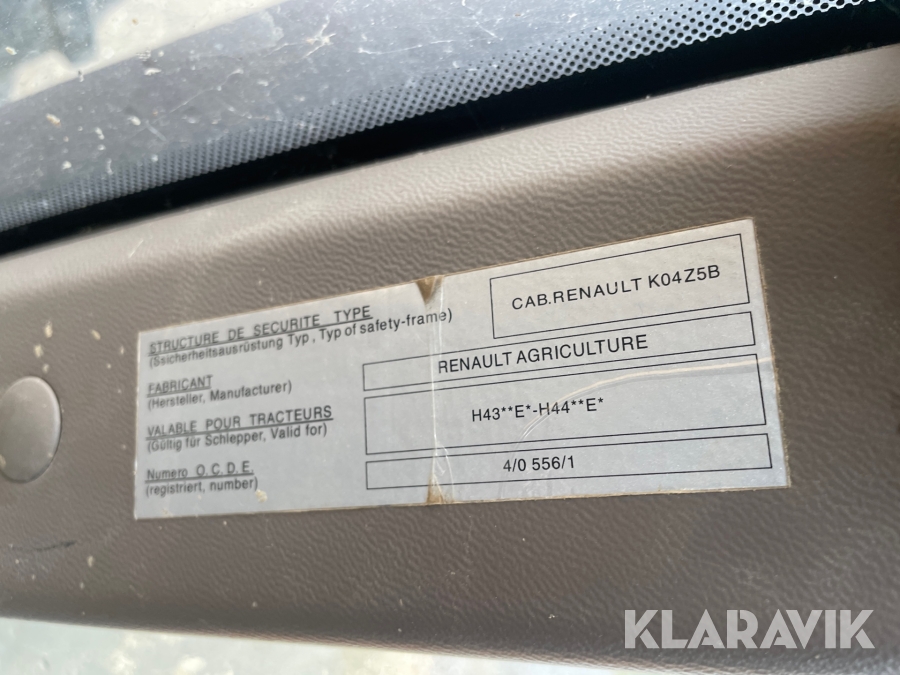 STRUCTURE DE SECURITE TYPE
(Ssicherheitsausrüstung Typ, Typ of safety-frame)
CAB.RENAULT K04Z5B
FABRICANT
(Hersteller, Manufacturer)
RENAULT AGRICULTURE
VALABLE POUR TRACTEURS
(Gültig für Schlepper, Valid for)
H43**E*-H44**E*
Numero O.C.D.E.
(registriert, number)
4/0 556/1
KLARAVIK